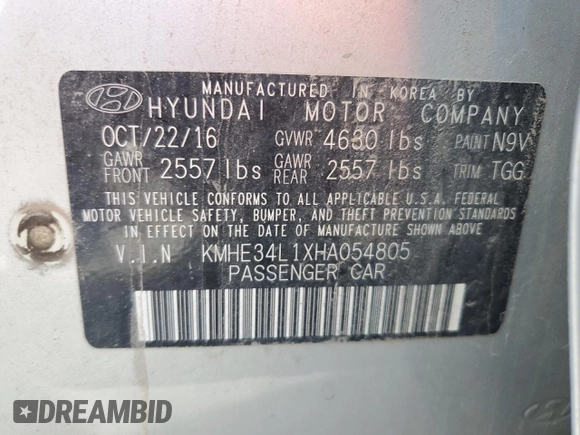 MANUFACTURED IN KOREA BY
HYUNDAI MOTOR COMPANY
OCT/22/16 GVWR 4630 lbs PAINT N9V
GAWR FRONT 2557 lbs GAWR REAR 2557 lbs TRIM TGG
THIS VEHICLE CONFORMS TO ALL APPLICABLE U.S.A. FEDERAL
MOTOR VEHICLE SAFETY, BUMPER, AND THEFT PREVENTION STANDARDS
IN EFFECT ON THE DATE OF MANUFACTURE SHOWN ABOVE.
V.I.N KMHE34L1XHA054805
PASSENGER CAR
DREAMBID